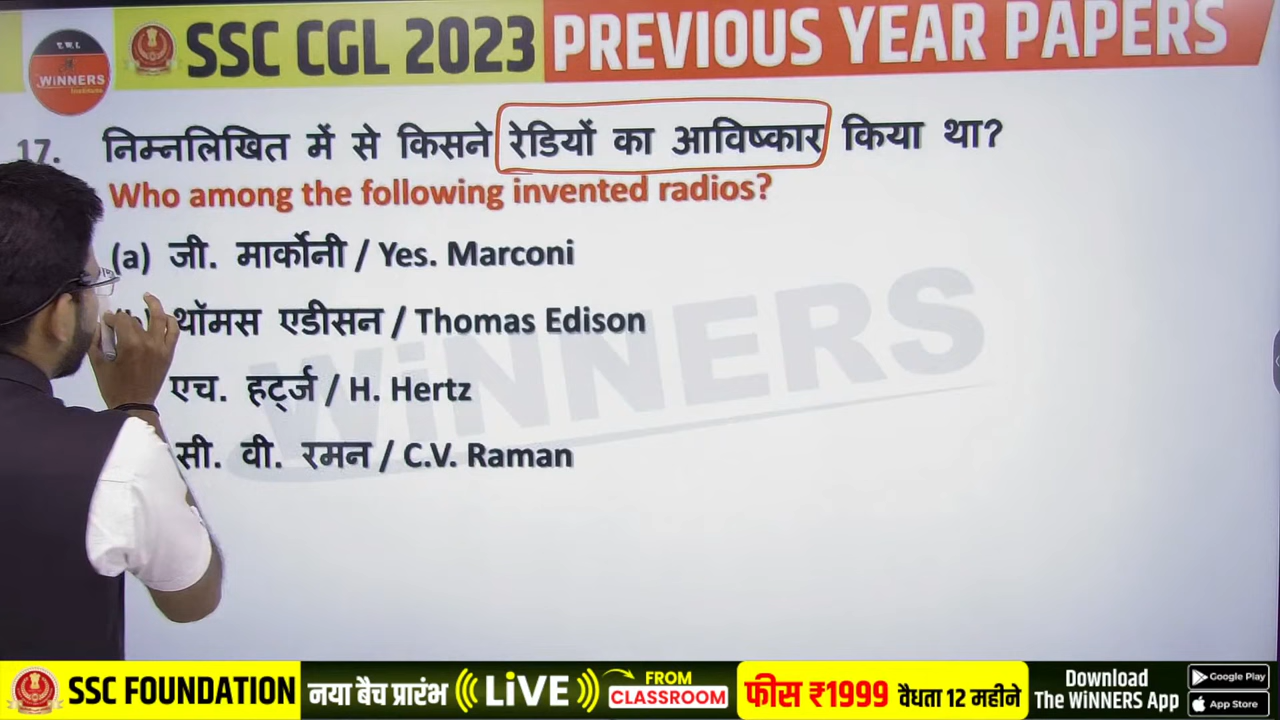 WiNNERS
Institute
SSC CGL 2023 PREVIOUS YEAR PAPERS
17. निम्नलिखित में से किसने रेडियों का आविष्कार किया था?
Who among the following invented radios?
(a) जी. मार्कोनी / Yes. Marconi
थॉमस एडीसन / Thomas Edison
एच. हर्ट्ज / H. Hertz
सी. वी. रमन / C.V. Raman
WiNNERS
SSC FOUNDATION नया बैच प्रारंभ LiVE FROM CLASSROOM फीस ₹1999 वैधता 12 महीने Download The WiNNERS App Google Play App Store